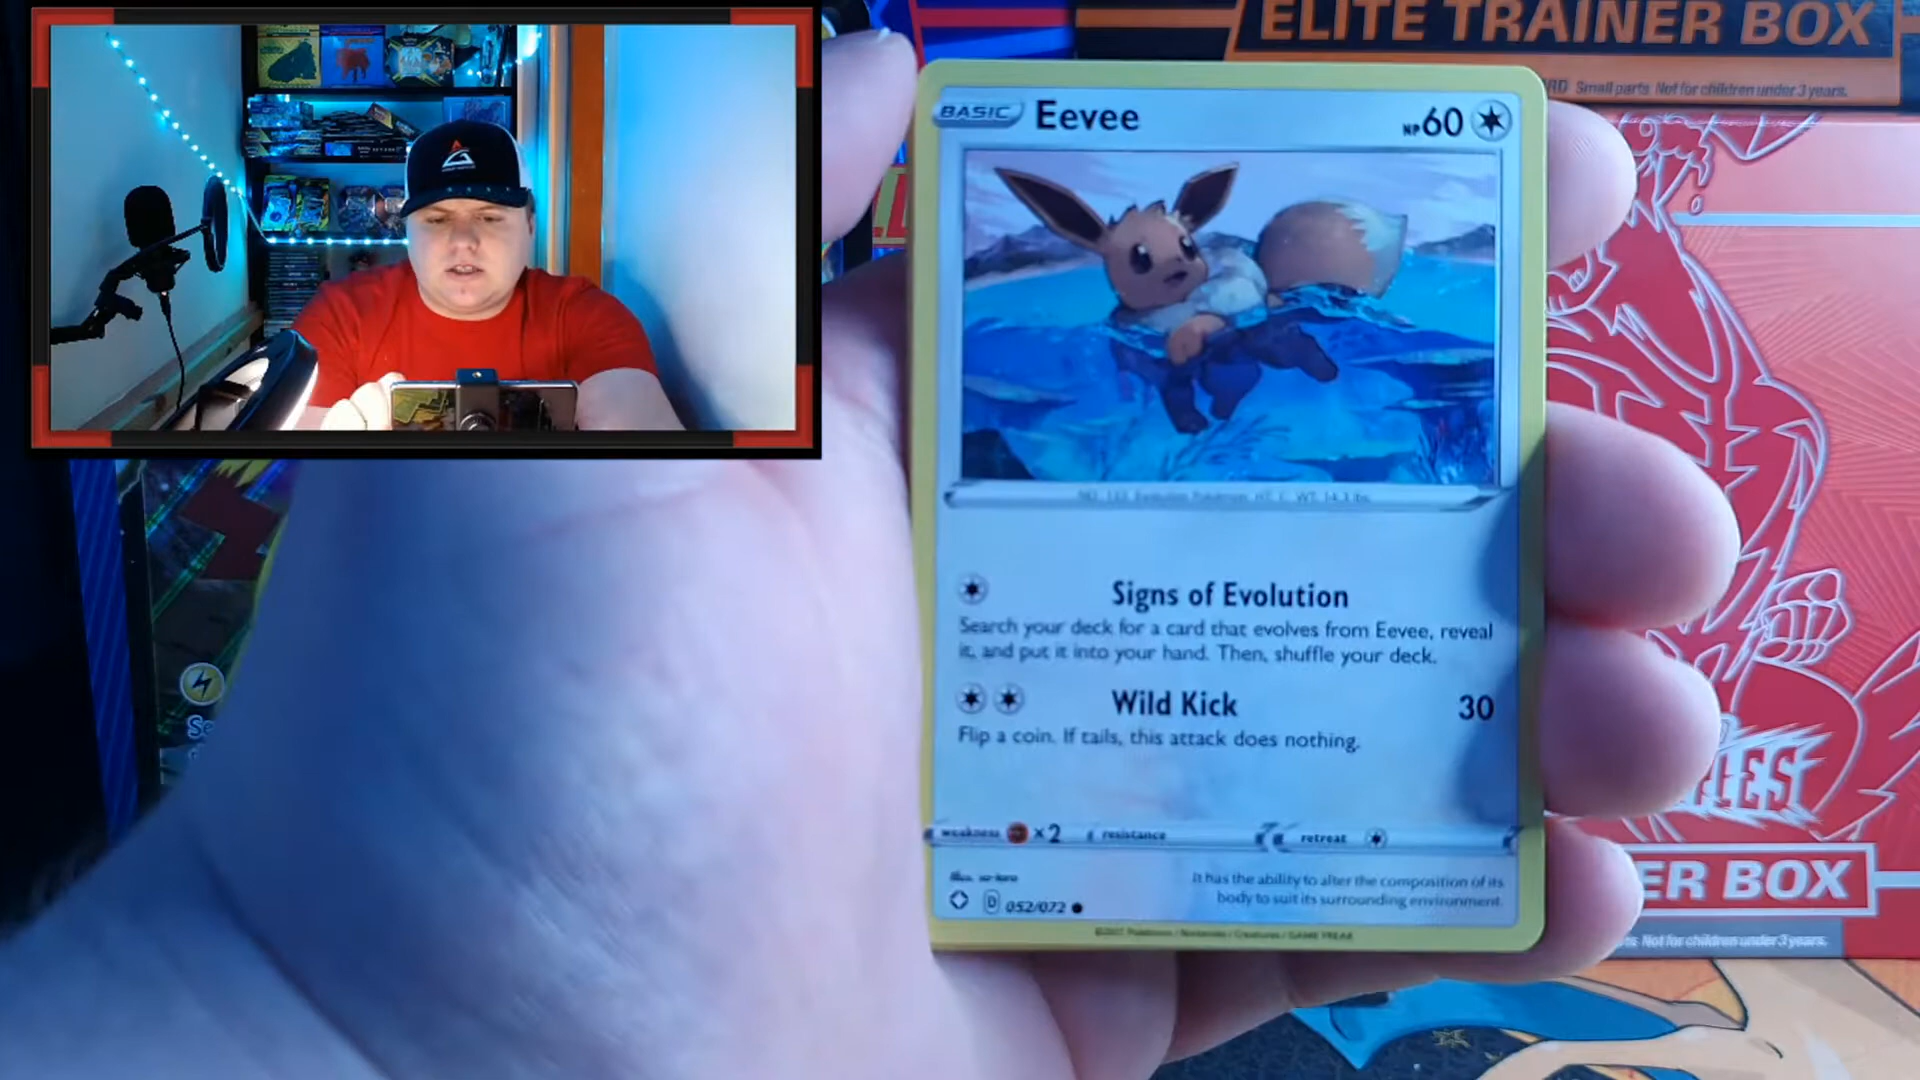 ELITE TRAINER BOX
RD Small parts. Not for children under 3 years.
BASIC Eevee HP 60
Signs of Evolution
Search your deck for a card that evolves from Eevee, reveal
it, and put it into your hand. Then, shuffle your deck.
Wild Kick 30
Flip a coin. If tails, this attack does nothing.
weakness ×2 resistance retreat
It has the ability to alter the composition of its
body to suit its surrounding environment.
D 052/072
ER BOX
Not for children under 3 years.